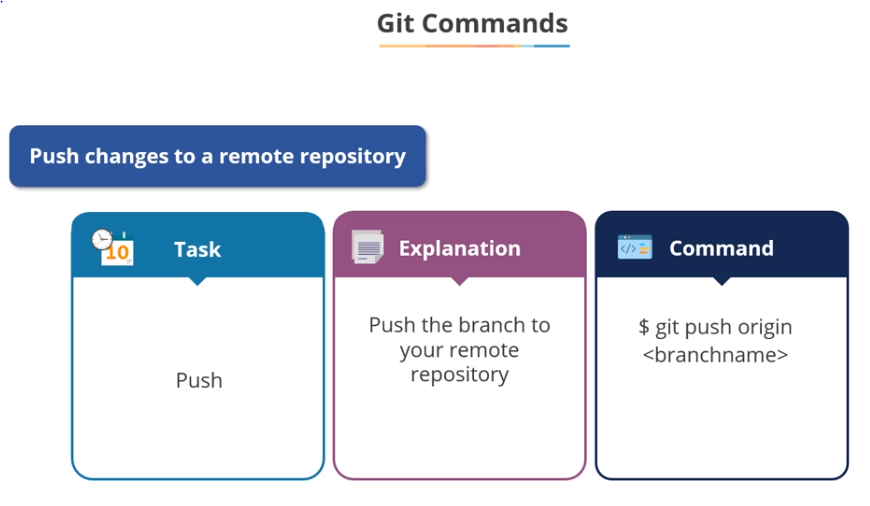 Git Commands
Push changes to a remote repository
10
Task
Explanation
</>
Command
Push
Push the branch to
your remote
repository
$ git push origin
<branchname>